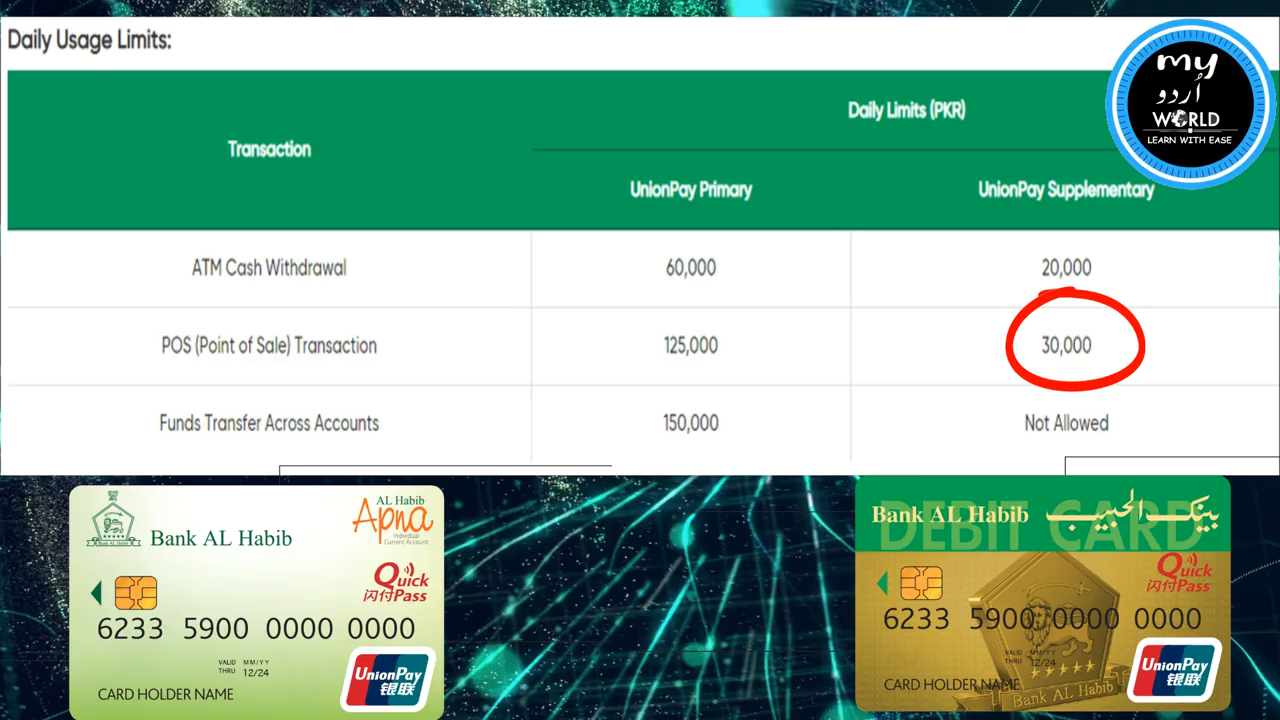 Daily Usage Limits:
my
اُردو
WORLD
LEARN WITH EASE
Transaction
Daily Limits (PKR)
UnionPay Primary
UnionPay Supplementary
ATM Cash Withdrawal
60,000
20,000
POS (Point of Sale) Transaction
125,000
30,000
Funds Transfer Across Accounts
150,000
Not Allowed
Bank AL Habib
AL Habib
Apna
Individual
Current Account
Quick
闪付Pass
6233 5900 0000 0000
VALID THRU MM/YY
12/24
CARD HOLDER NAME
UnionPay
银联
DEBIT CARD
Bank AL Habib
بینک الحبیب
Quick
闪付Pass
6233 5900 0000 0000
VALID THRU MM/YY
12/24
CARD HOLDER NAME
Bank AL Habib
UnionPay
银联